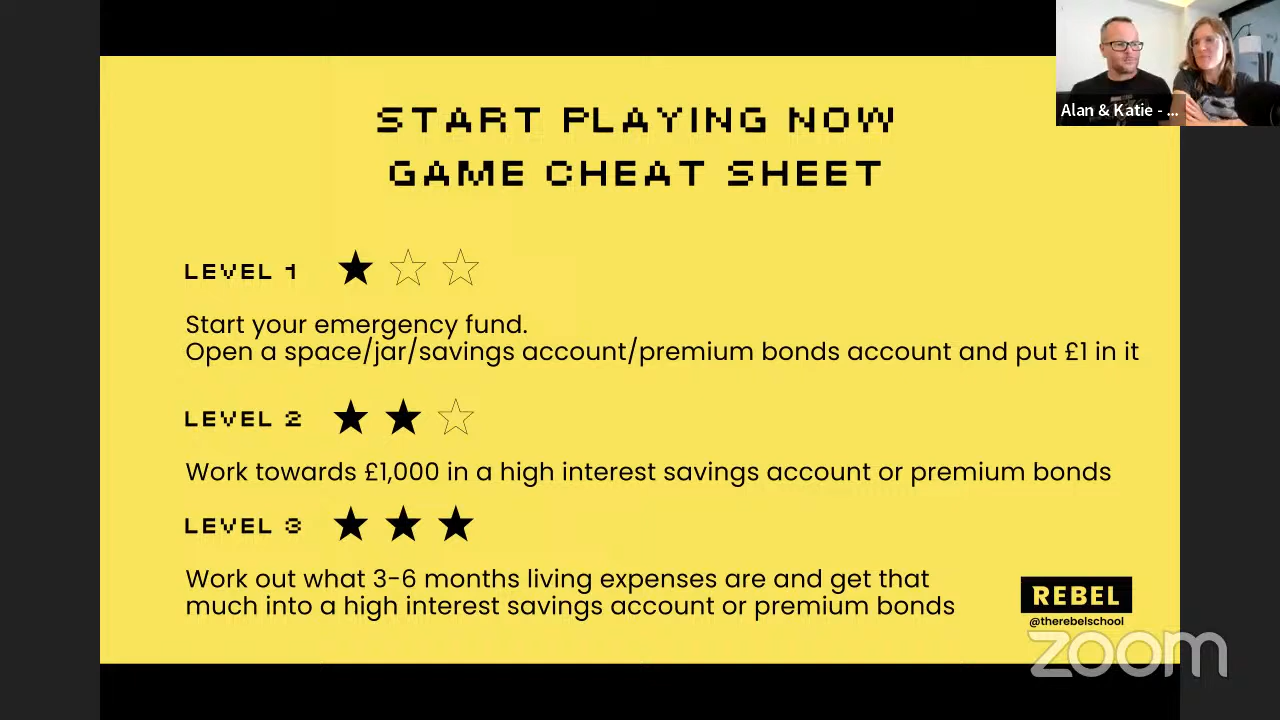 Alan & Katie - ...
START PLAYING NOW
GAME CHEAT SHEET
LEVEL 1
Start your emergency fund.
Open a space/jar/savings account/premium bonds account and put £1 in it
LEVEL 2
Work towards £1,000 in a high interest savings account or premium bonds
LEVEL 3
Work out what 3-6 months living expenses are and get that
much into a high interest savings account or premium bonds
REBEL
@therebelschool
zoom